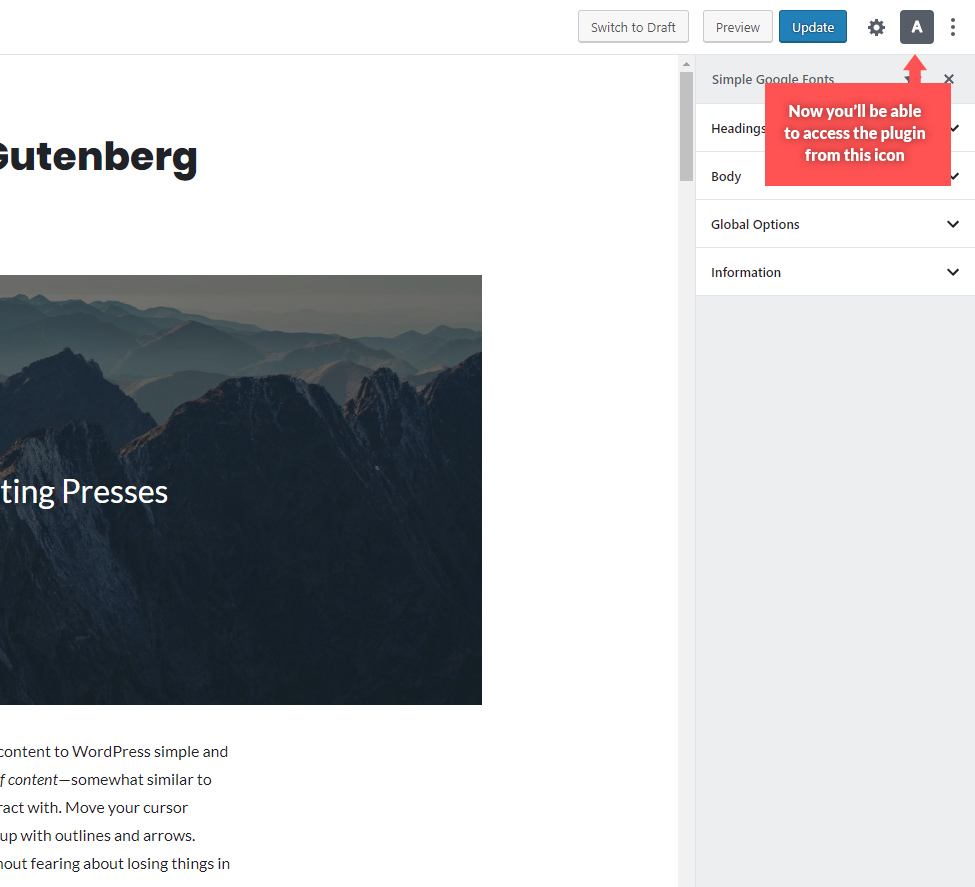 Switch to Draft Preview Update A
Simple Google Fonts
Now you'll be able
to access the plugin
from this icon
Headings
Body
Global Options
Information
Gutenberg
ting Presses
content to WordPress simple and
f content—somewhat similar to
ract with. Move your cursor
up with outlines and arrows.
hout fearing about losing things in